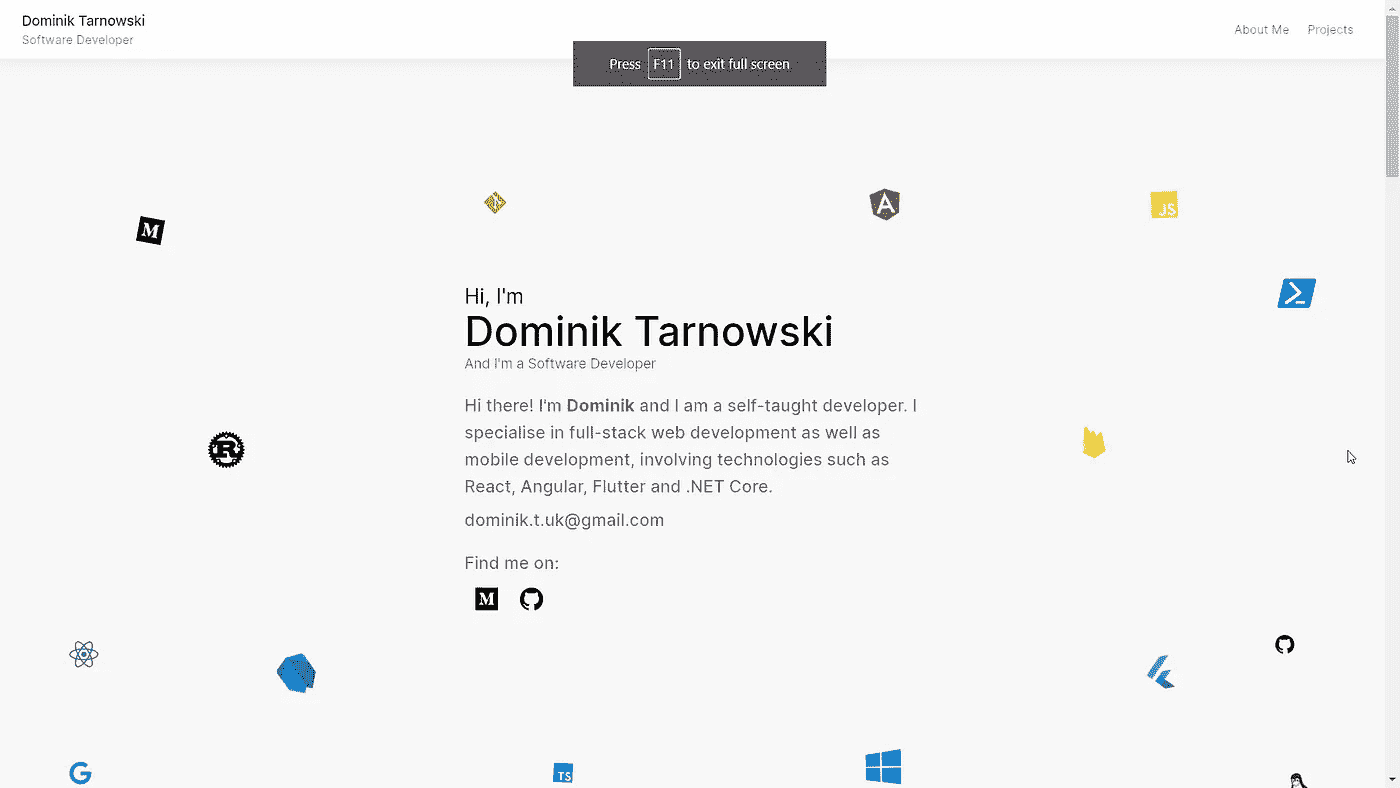 Dominik Tarnowski
Software Developer
About Me
Projects
Press F11 to exit full screen
M
JS
Hi, I'm
Dominik Tarnowski
And I'm a Software Developer
Hi there! I'm Dominik and I am a self-taught developer. I
specialise in full-stack web development as well as
mobile development, involving technologies such as
React, Angular, Flutter and .NET Core.
dominik.t.uk@gmail.com
Find me on:
M
R
A
G
TS